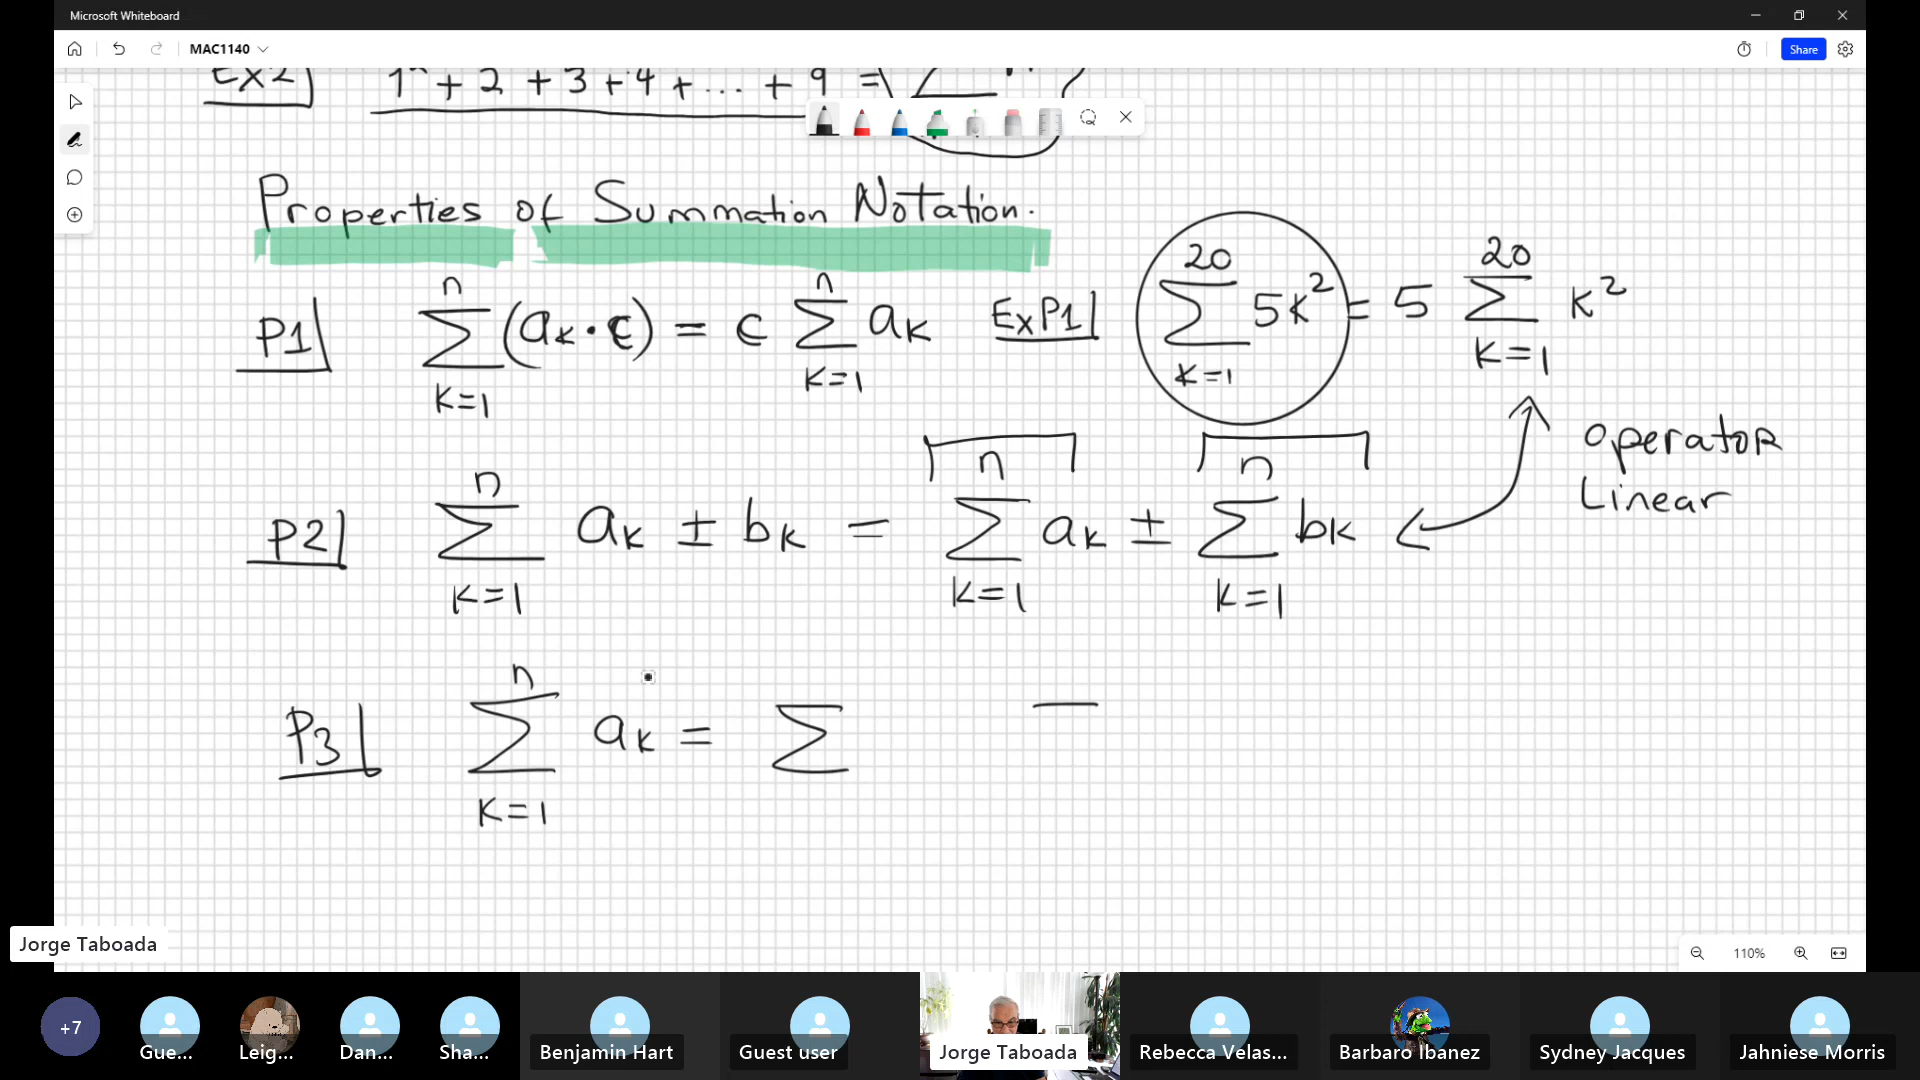 Microsoft Whiteboard
MAC1140
Share
Ex2 1 + 2 + 3 + 4 + ... + 9 = Σ
Properties of Summation Notation.
P1 n Σ k=1 (ak · c) = c n Σ k=1 ak ExP1 20 Σ k=1 5k² = 5 20 Σ k=1 k²
operator
Linear
P2 n Σ k=1 ak ± bk = n Σ k=1 ak ± n Σ k=1 bk
P3 n Σ k=1 ak = Σ
Jorge Taboada
110%
+7
Gue...
Leig...
Dan...
Sha...
Benjamin Hart
Guest user
Jorge Taboada
Rebecca Velas...
Barbaro Ibanez
Sydney Jacques
Jahniese Morris